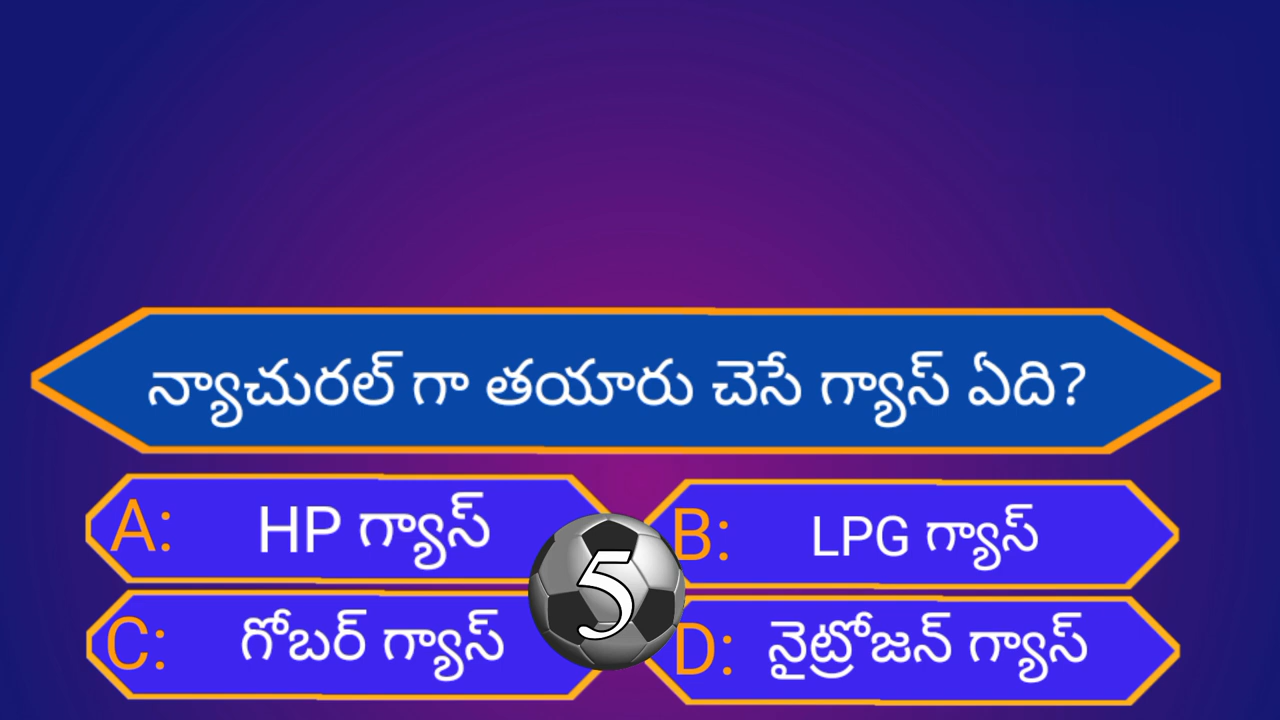 న్యాచురల్ గా తయారు చెసే గ్యాస్ ఏది?
A: HP గ్యాస్
B: LPG గ్యాస్
5
C: గోబర్ గ్యాస్
D: నైట్రోజన్ గ్యాస్